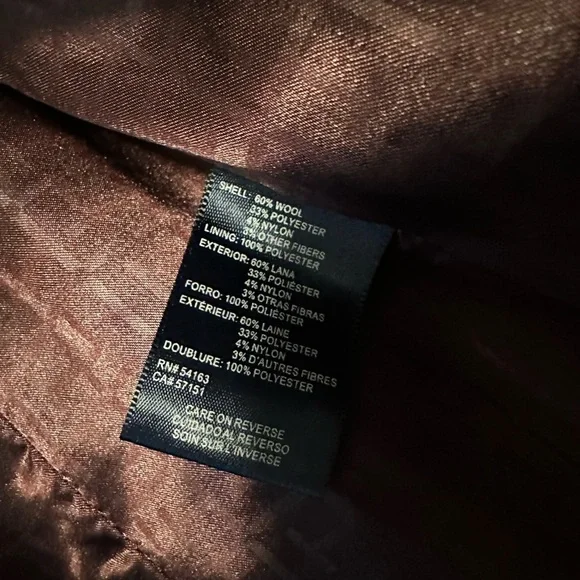 SHELL: 60% WOOL
33% POLYESTER
4% NYLON
3% OTHER FIBERS
LINING: 100% POLYESTER
EXTERIOR: 60% LANA
33% POLIÉSTER
4% NYLON
3% OTRAS FIBRAS
FORRO: 100% POLIÉSTER
EXTÉRIEUR: 60% LAINE
33% POLYESTER
4% NYLON
3% D'AUTRES FIBRES
DOUBLURE: 100% POLYESTER
RN# 54163
CA# 57151
CARE ON REVERSE
CUIDADO AL REVERSO
SOIN SUR L'INVERSE